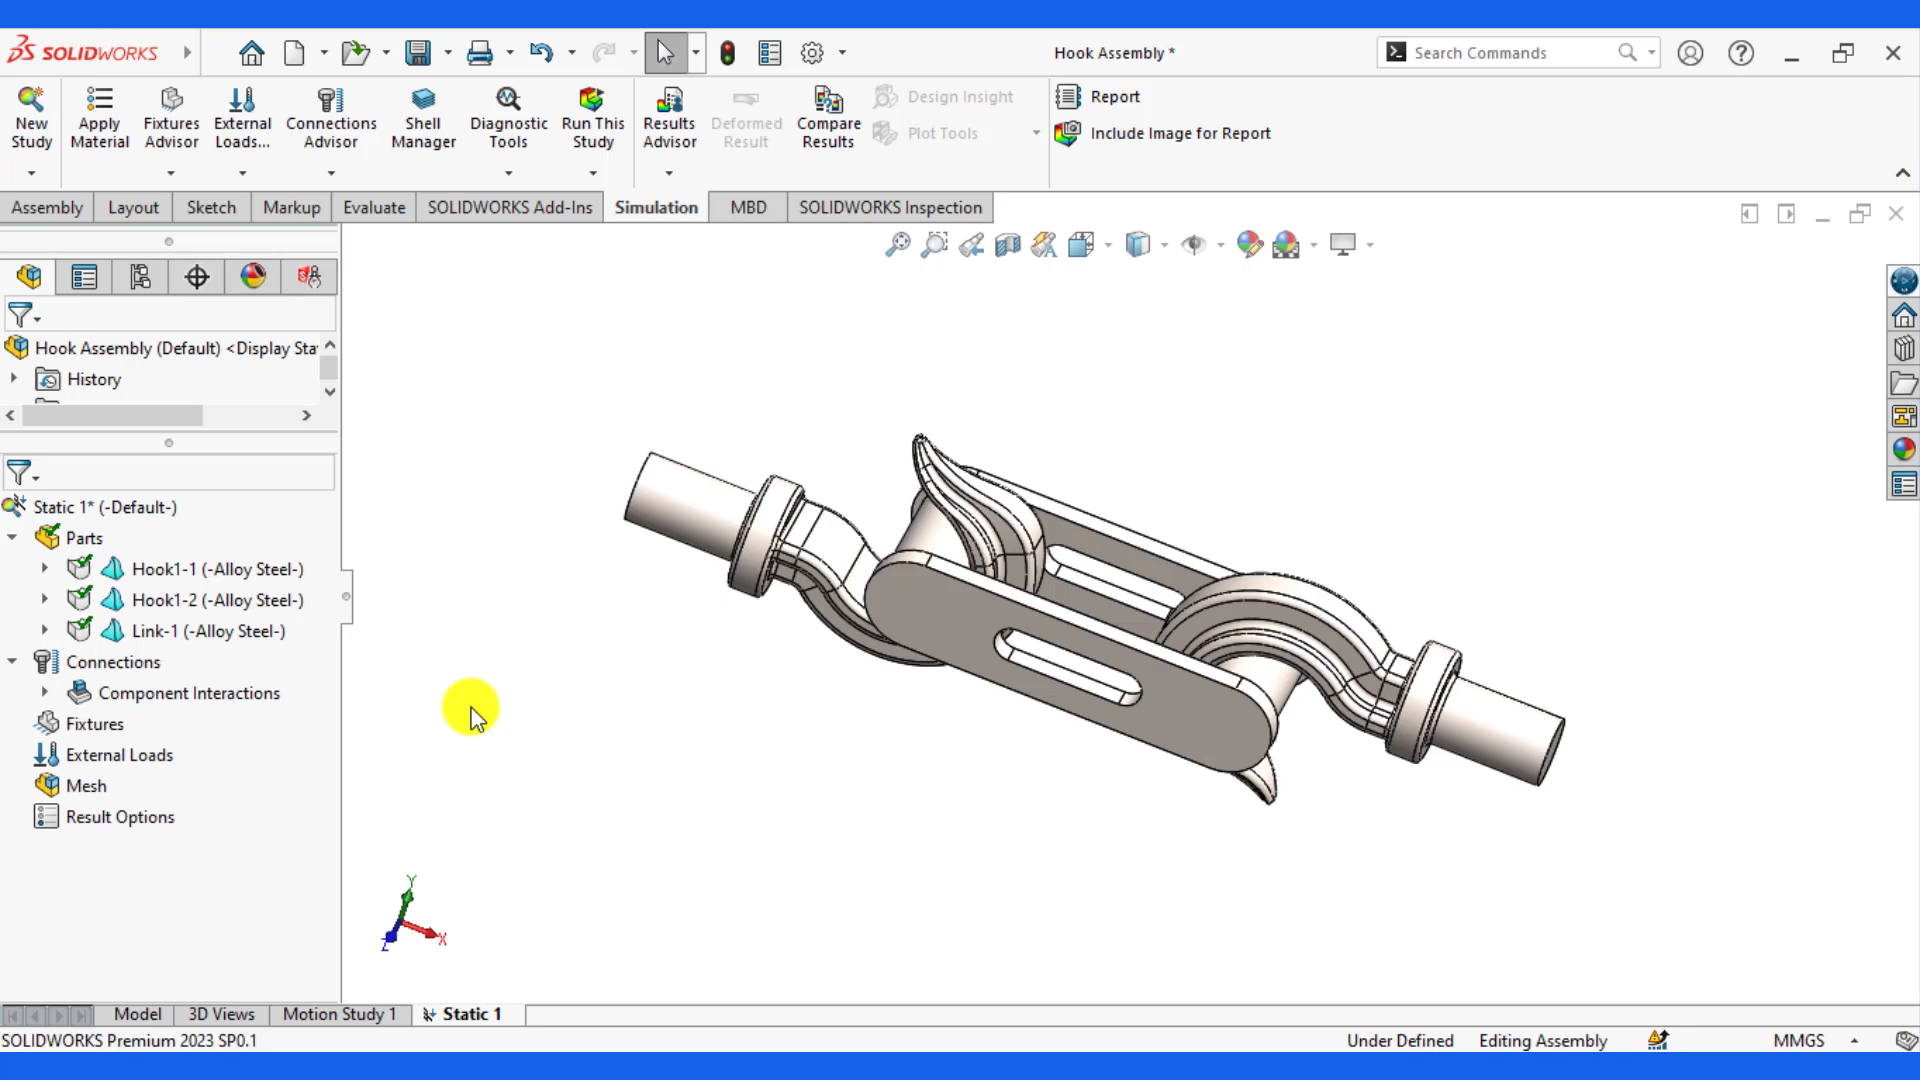 SOLIDWORKS
Hook Assembly *
Search Commands
New Study
Apply Material
Fixtures Advisor
External Loads...
Connections Advisor
Shell Manager
Diagnostic Tools
Run This Study
Results Advisor
Deformed Result
Compare Results
Design Insight
Plot Tools
Report
Include Image for Report
Assembly
Layout
Sketch
Markup
Evaluate
SOLIDWORKS Add-Ins
Simulation
MBD
SOLIDWORKS Inspection
Hook Assembly (Default) <Display Sta
History
Static 1* (-Default-)
Parts
Hook1-1 (-Alloy Steel-)
Hook1-2 (-Alloy Steel-)
Link-1 (-Alloy Steel-)
Connections
Component Interactions
Fixtures
External Loads
Mesh
Result Options
Y
X
Z
Model
3D Views
Motion Study 1
Static 1
SOLIDWORKS Premium 2023 SP0.1
Under Defined
Editing Assembly
MMGS